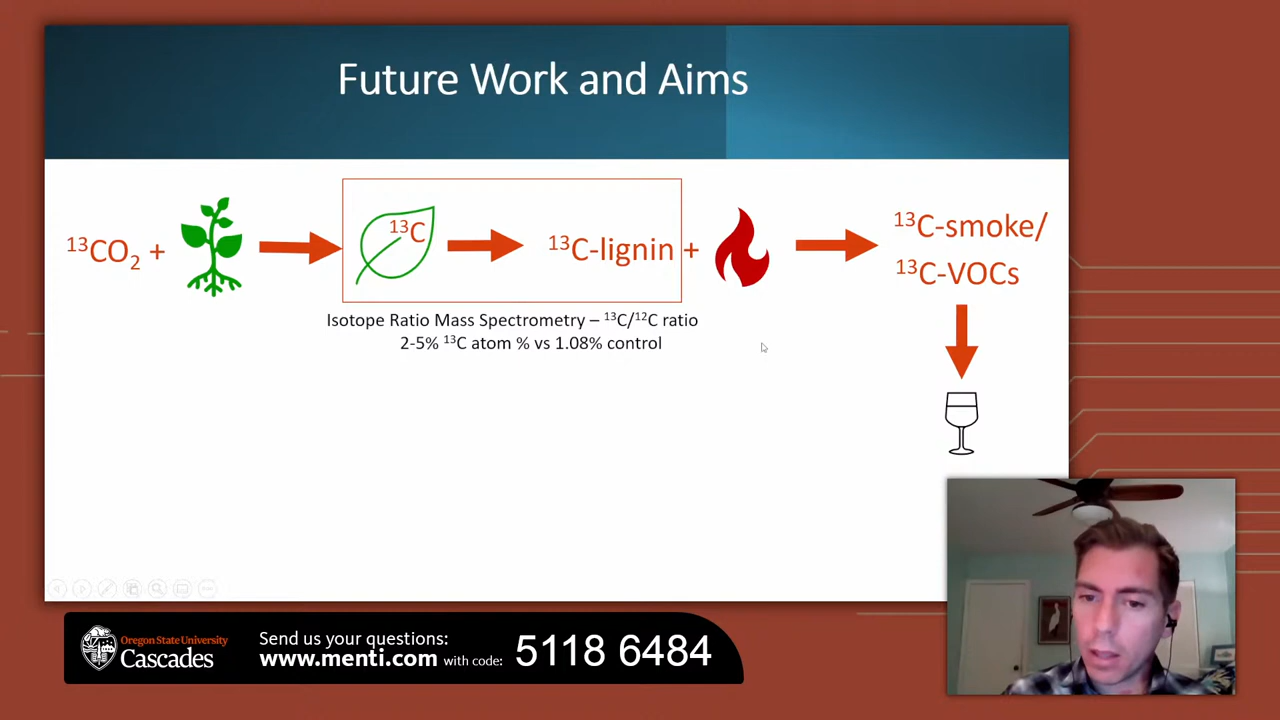 Future Work and Aims
¹³CO₂ +
¹³C
¹³C-lignin +
¹³C-smoke/
¹³C-VOCs
Isotope Ratio Mass Spectrometry – ¹³C/¹²C ratio
2-5% ¹³C atom % vs 1.08% control
Oregon State University
Cascades
Send us your questions:
www.menti.com with code:
5118 6484